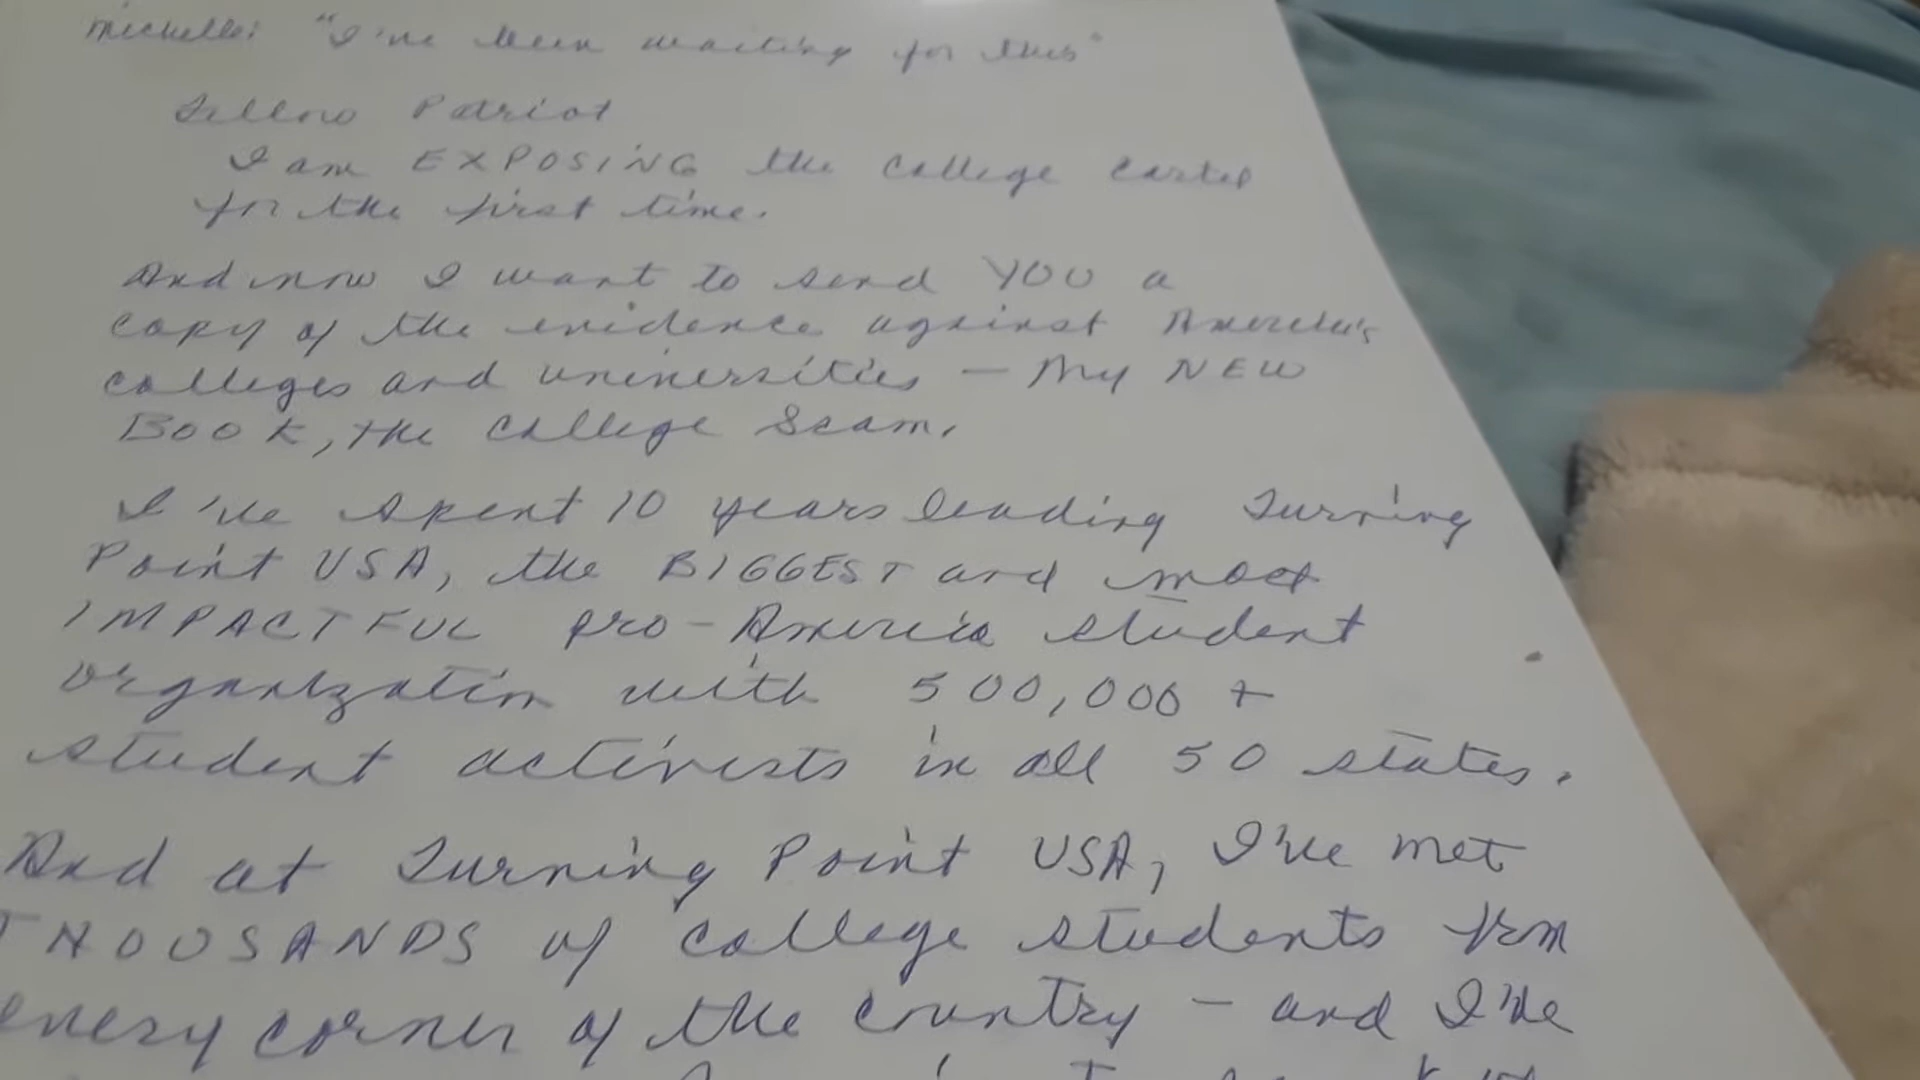 Michelle: "I've been waiting for this"
Fellow Patriot
I am EXPOSING the college cartel
for the first time.
And now I want to send YOU a
copy of the evidence against America's
colleges and universities - My NEW
BOOK, the College Scam.
I've spent 10 years leading Turning
Point USA, the BIGGEST and most
IMPACTFUL pro-America student
organization with 500,000 +
student activists in all 50 states.
And at Turning Point USA, I've met
THOUSANDS of college students from
every corner of the country - and I've